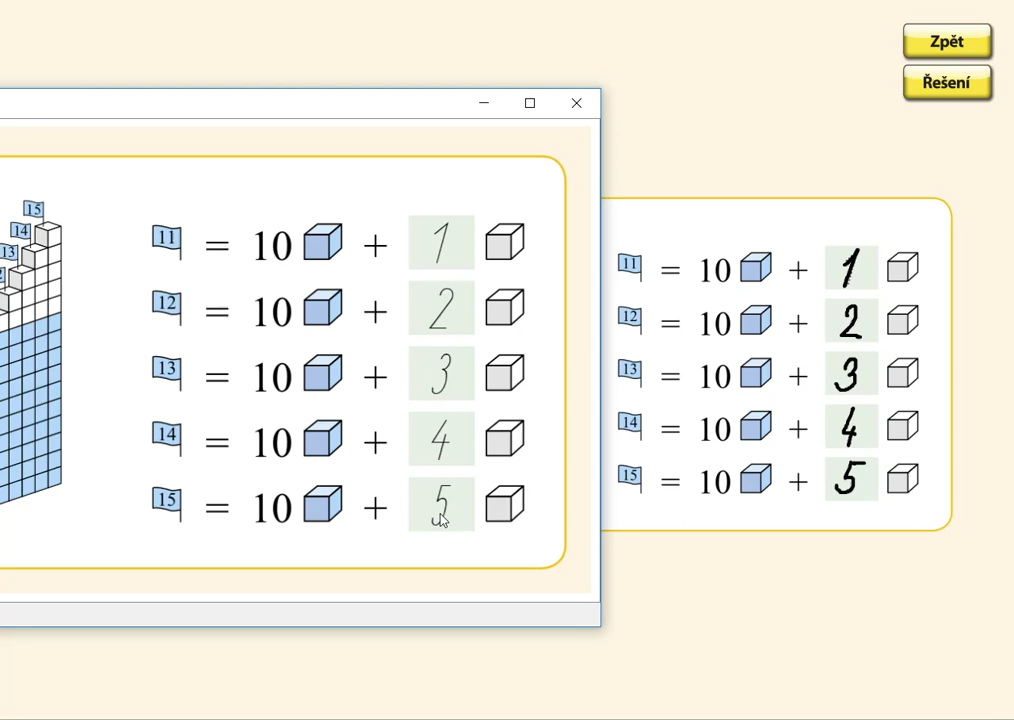 Zpět
Řešení
15
14
13
2
11 = 10 + 1
12 = 10 + 2
13 = 10 + 3
14 = 10 + 4
15 = 10 + 5
11 = 10 + 1
12 = 10 + 2
13 = 10 + 3
14 = 10 + 4
15 = 10 + 5